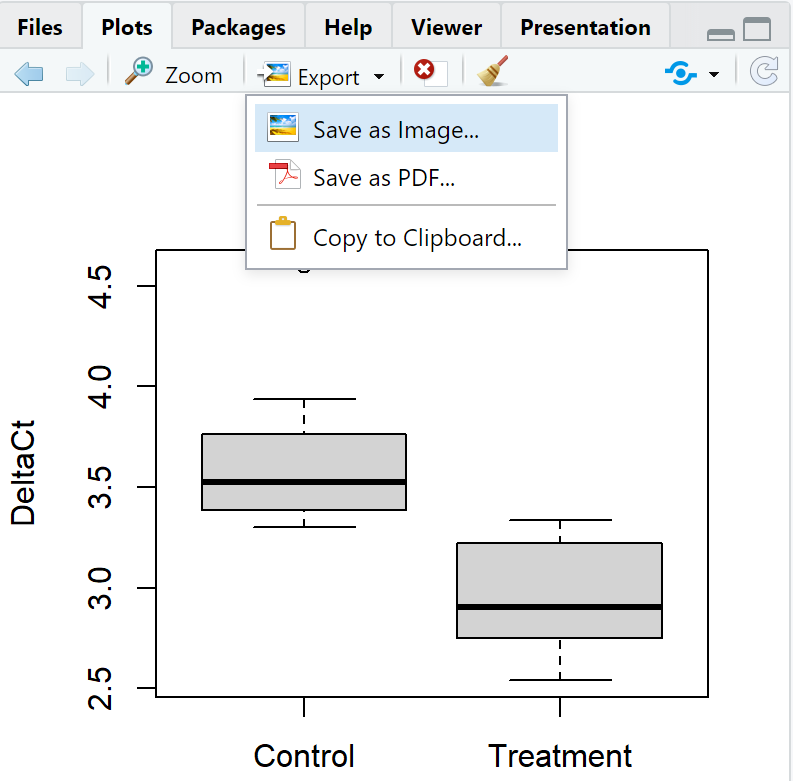 Files Plots Packages Help Viewer Presentation
Zoom Export
Save as Image...
Save as PDF...
Copy to Clipboard...
4.5
4.0
3.5
3.0
2.5
DeltaCt
Control Treatment